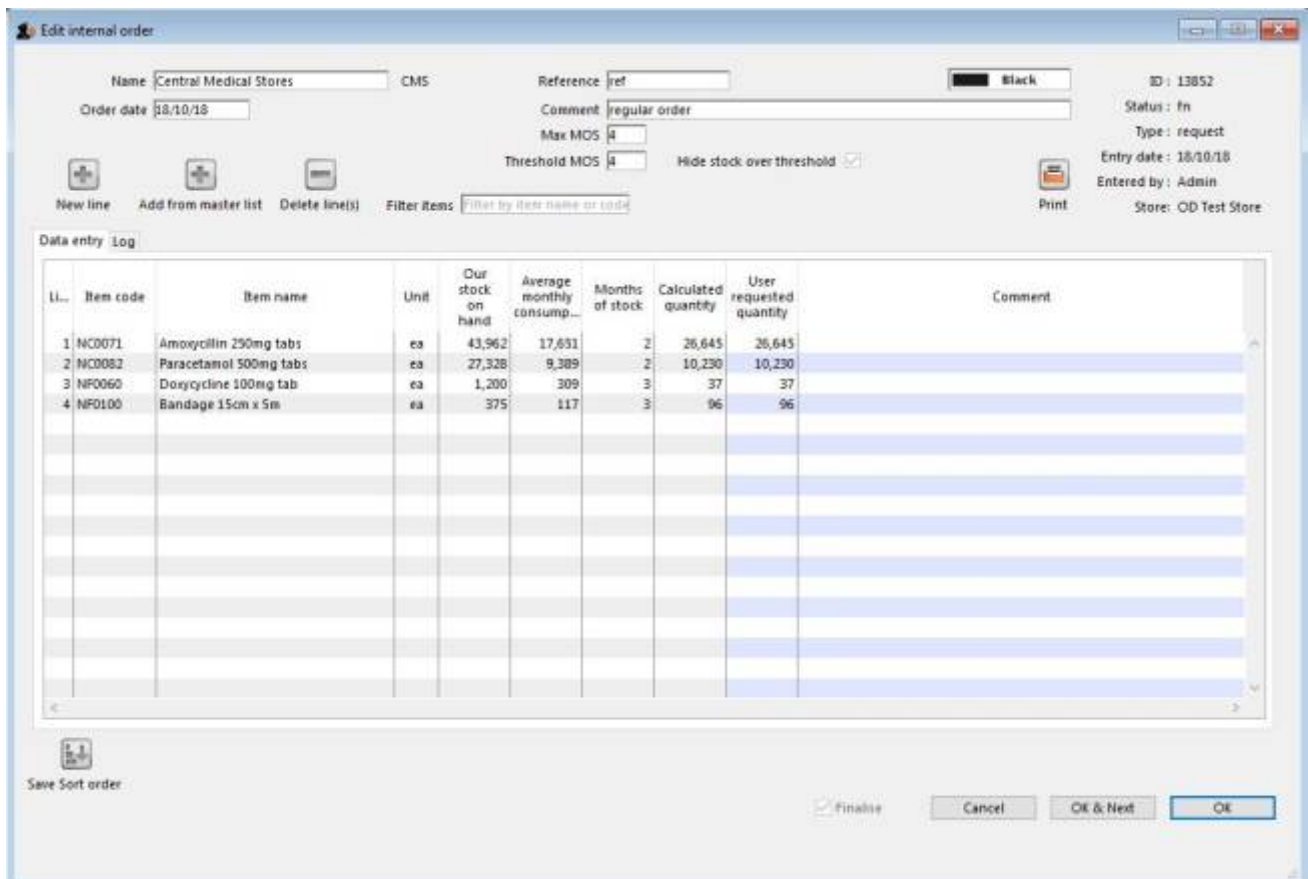 Edit internal order
Name Central Medical Stores CMS Reference ref Black ID : 13852
Order date 18/10/18 Comment regular order Status : fn
Max MOS 4 Type : request
Threshold MOS 4 Hide stock over threshold Entry date : 18/10/18
Entered by : Admin
New line Add from master list Delete line(s) Filter items Filter by item name or code Print Store: OD Test Store
Data entry Log
Li... Item code Item name Unit Our stock on hand Average monthly consump... Months of stock Calculated quantity User requested quantity Comment
1 NC0071 Amoxycillin 250mg tabs ea 43,962 17,651 2 26,645 26,645
2 NC0082 Paracetamol 500mg tabs ea 27,328 9,389 2 10,230 10,230
3 NF0060 Doxycycline 100mg tab ea 1,200 309 3 37 37
4 NF0100 Bandage 15cm x 5m ea 375 117 3 96 96
Save Sort order
Finalise Cancel OK & Next OK